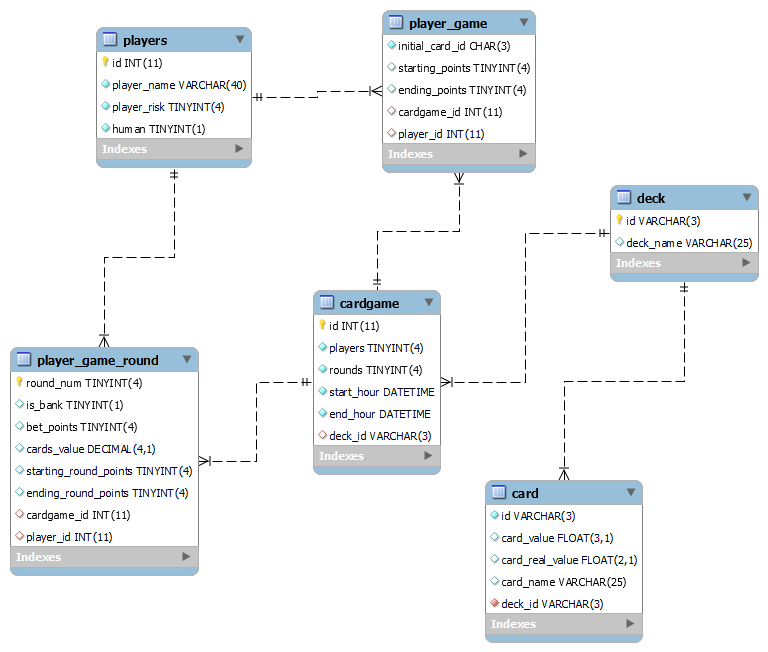 players
id INT(11)
player_name VARCHAR(40)
player_risk TINYINT(4)
human TINYINT(1)
Indexes
player_game
initial_card_id CHAR(3)
starting_points TINYINT(4)
ending_points TINYINT(4)
cardgame_id INT(11)
player_id INT(11)
Indexes
deck
id VARCHAR(3)
deck_name VARCHAR(25)
Indexes
cardgame
id INT(11)
players TINYINT(4)
rounds TINYINT(4)
start_hour DATETIME
end_hour DATETIME
deck_id VARCHAR(3)
Indexes
player_game_round
round_num TINYINT(4)
is_bank TINYINT(1)
bet_points TINYINT(4)
cards_value DECIMAL(4,1)
starting_round_points TINYINT(4)
ending_round_points TINYINT(4)
cardgame_id INT(11)
player_id INT(11)
Indexes
card
id VARCHAR(3)
card_value FLOAT(3,1)
card_real_value FLOAT(2,1)
card_name VARCHAR(25)
deck_id VARCHAR(3)
Indexes